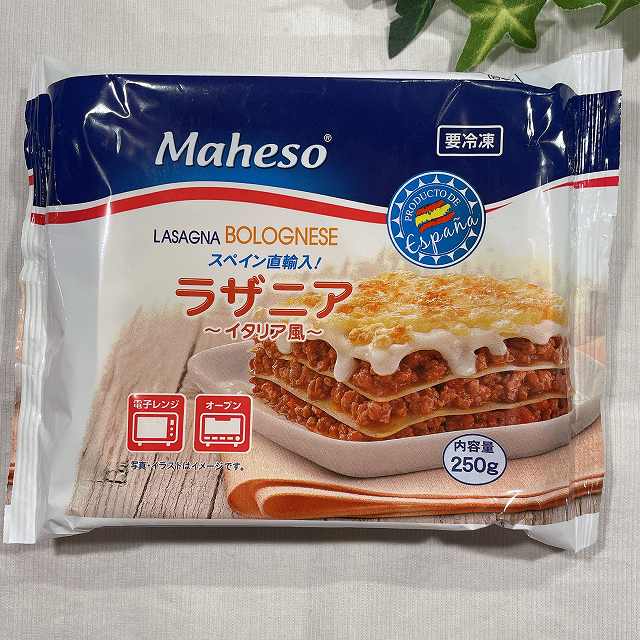 Maheso®
要冷凍
PRODUCTO DE
España
LASAGNA BOLOGNESE
スペイン直輸入!
ラザニア
～イタリア風～
電子レンジ
オーブン
写真・イラストはイメージです。
内容量
250g